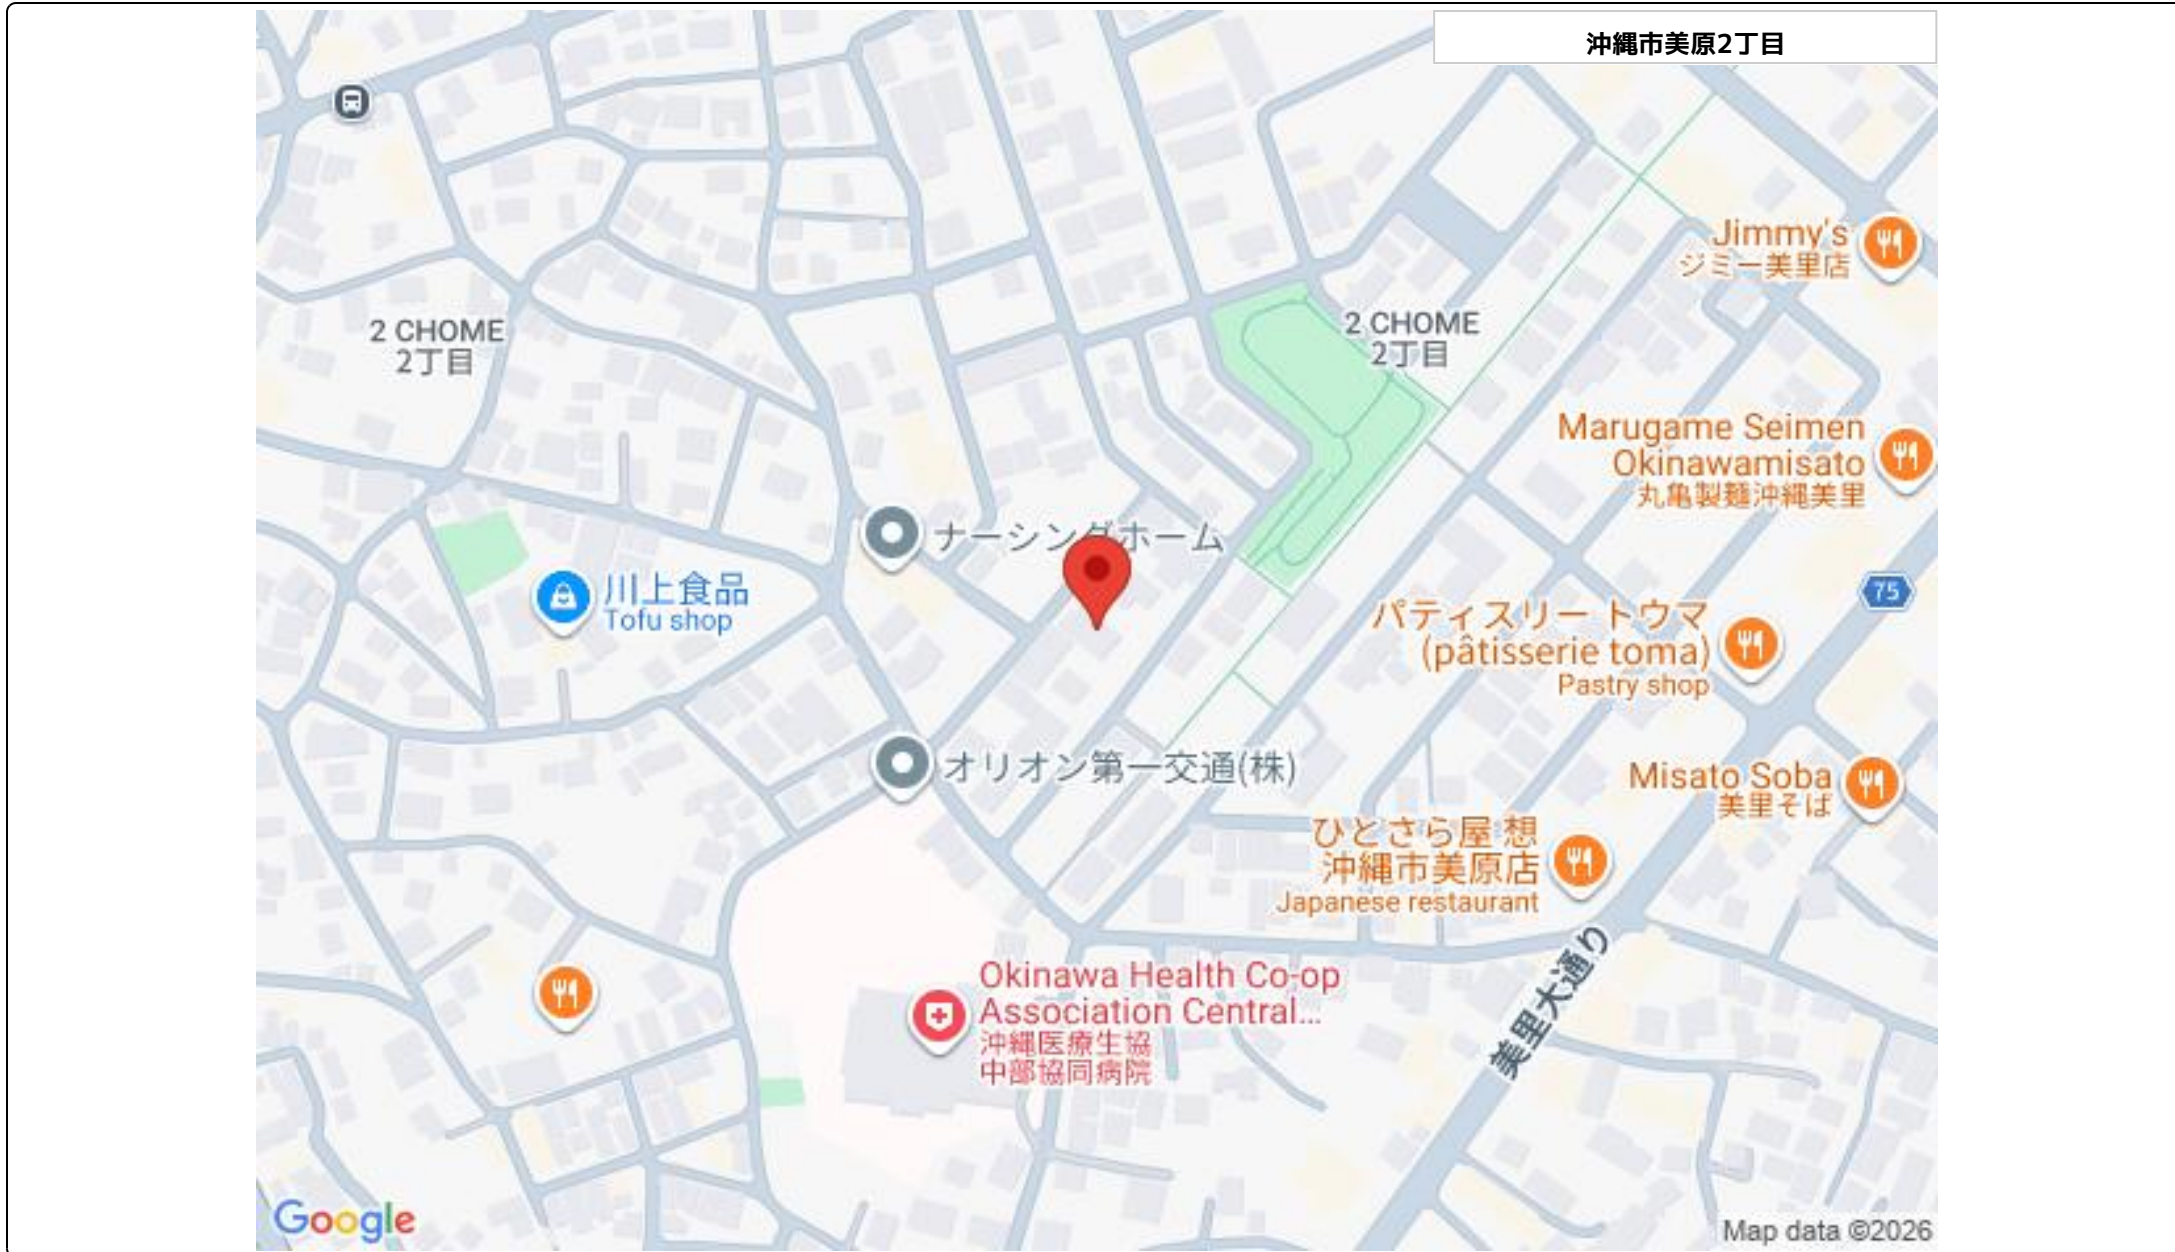 沖縄市美原2丁目
Jimmy's
ジミー美里店
2 CHOME
2丁目
2 CHOME
2丁目
Marugame Seimen
Okinawamisato
丸亀製麺沖縄美里
ナーシングホーム
川上食品
Tofu shop
75
パティスリー トウマ
(pâtisserie toma)
Pastry shop
オリオン第一交通(株)
Misato Soba
美里そば
ひとさら屋 想
沖縄市美原店
Japanese restaurant
美里大通り
Okinawa Health Co-op
Association Central...
沖縄医療生協
中部協同病院
Google
Map data ©2026